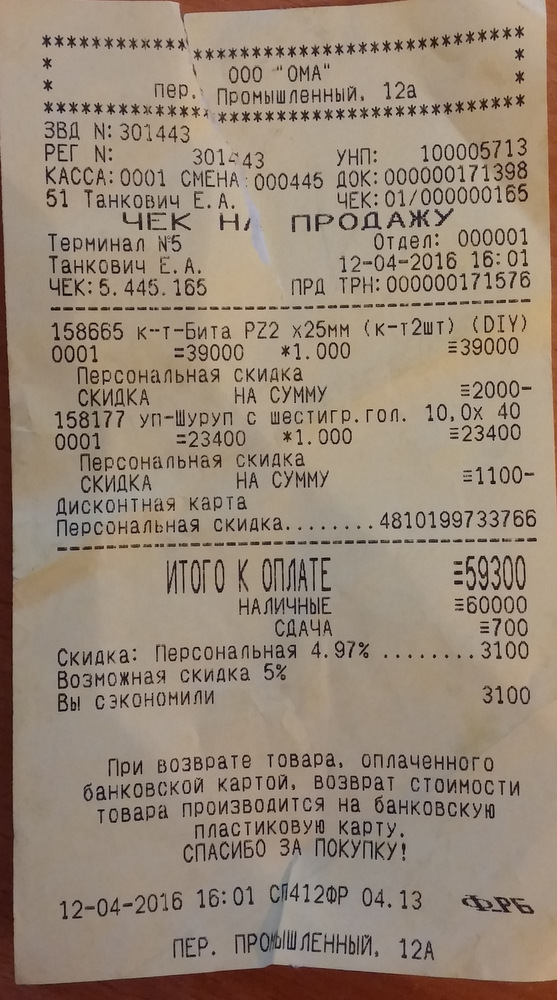 ************************************
* ООО "ОМА" *
* пер. Промышленный, 12а *
************************************
ЗВД N: 301443
РЕГ N: 301443 УНП: 100005713
КАССА: 0001 СМЕНА 000445 ДОК: 000000171398
51 Танкович Е.А. ЧЕК: 01/000000165
ЧЕК НА ПРОДАЖУ
Терминал №5 Отдел: 000001
Танкович Е.А. 12-04-2016 16:01
ЧЕК: 5.445.165 ПРД ТРН: 000000171576
158665 к-т-Бита PZ2 х25мм (к-т2шт) (DIY)
0001 =39000 *1.000 ≡39000
Персональная скидка
СКИДКА НА СУММУ ≡2000-
158177 уп-Шуруп с шестигр.гол. 10,0х 40
0001 =23400 *1.000 ≡23400
Персональная скидка
СКИДКА НА СУММУ ≡1100-
Дисконтная карта
Персональная скидка........4810199733766
ИТОГО К ОПЛАТЕ ≡59300
НАЛИЧНЫЕ ≡60000
СДАЧА ≡700
Скидка: Персональная 4.97% ........3100
Возможная скидка 5%
Вы сэкономили 3100
При возврате товара, оплаченного
банковской картой, возврат стоимости
товара производится на банковскую
пластиковую карту.
СПАСИБО ЗА ПОКУПКУ!
12-04-2016 16:01 СП412ФР 04.13 ФРБ
ПЕР. ПРОМЫШЛЕННЫЙ, 12А